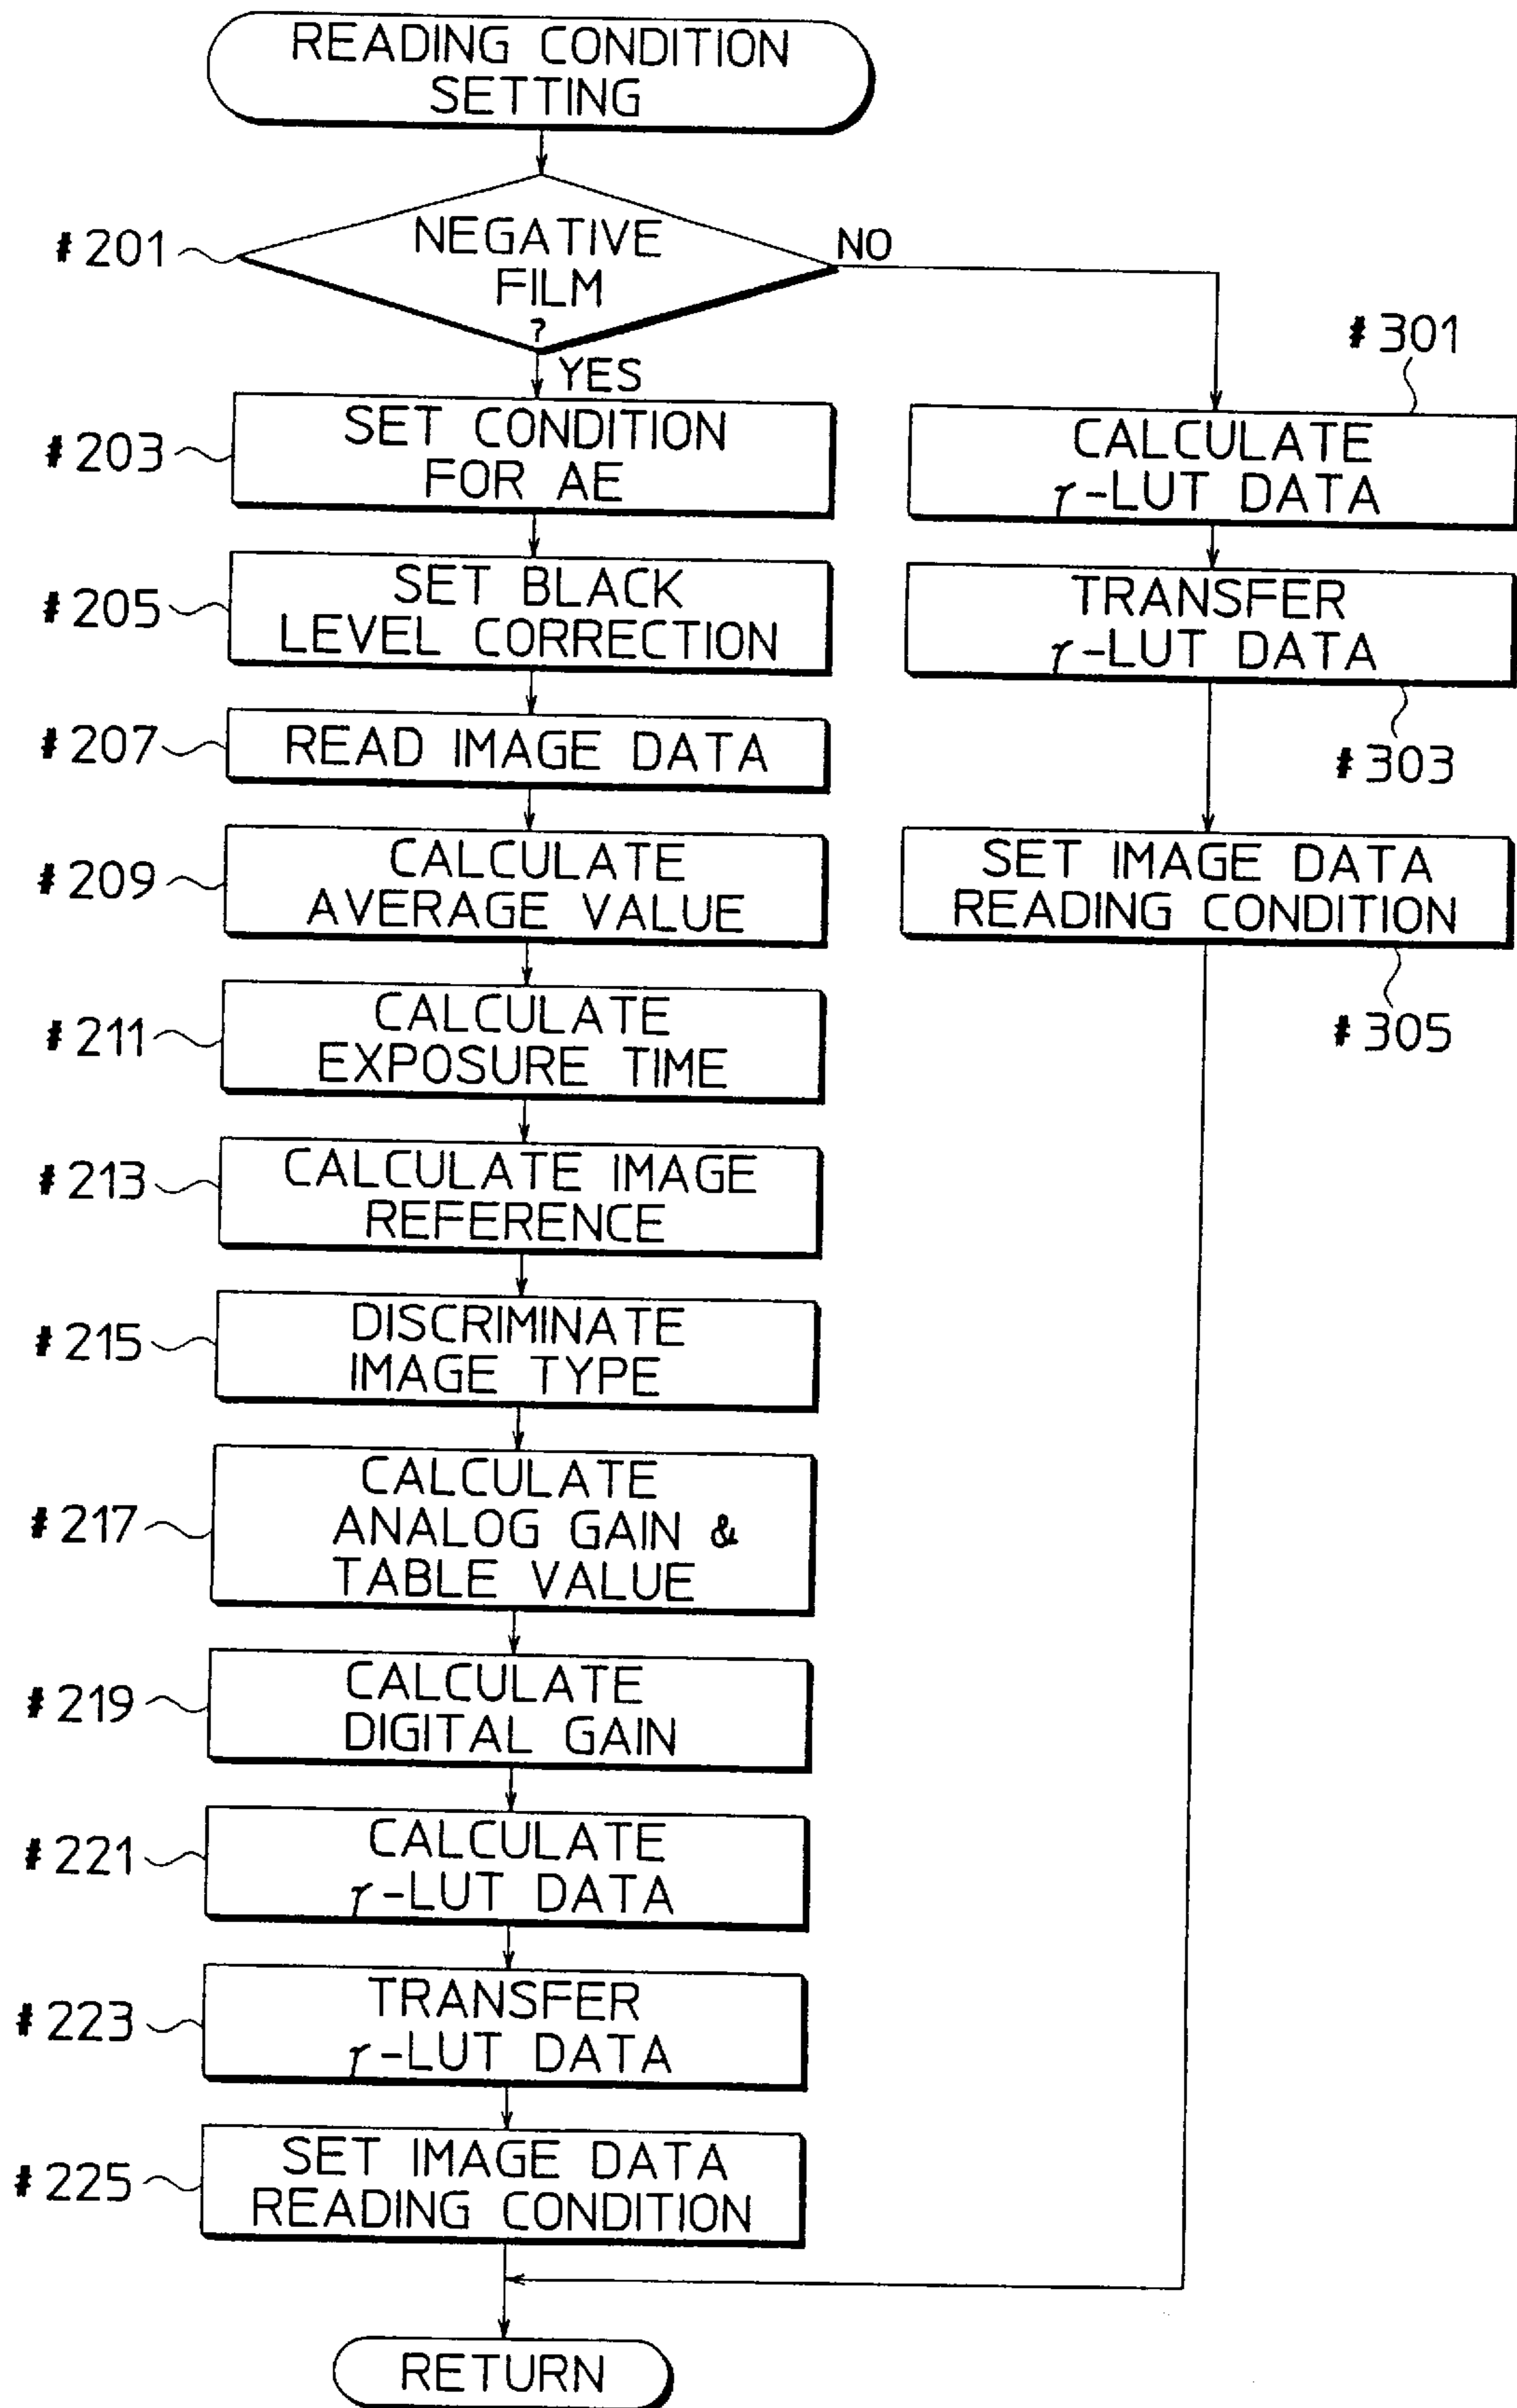 READING CONDITION
SETTING
#201
NEGATIVE
FILM
?
NO
YES
#203
SET CONDITION
FOR AE
#205
SET BLACK
LEVEL CORRECTION
#207
READ IMAGE DATA
#209
CALCULATE
AVERAGE VALUE
#211
CALCULATE
EXPOSURE TIME
#213
CALCULATE IMAGE
REFERENCE
#215
DISCRIMINATE
IMAGE TYPE
#217
CALCULATE
ANALOG GAIN &
TABLE VALUE
#219
CALCULATE
DIGITAL GAIN
#221
CALCULATE
γ-LUT DATA
#223
TRANSFER
γ-LUT DATA
#225
SET IMAGE DATA
READING CONDITION
#301
CALCULATE
γ-LUT DATA
TRANSFER
γ-LUT DATA
#303
SET IMAGE DATA
READING CONDITION
#305
RETURN